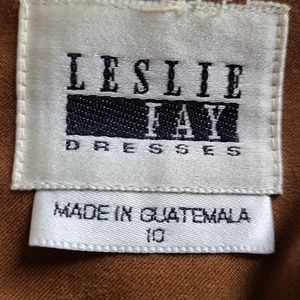 LESLIE
FAY
DRESSES
MADE IN GUATEMALA
10